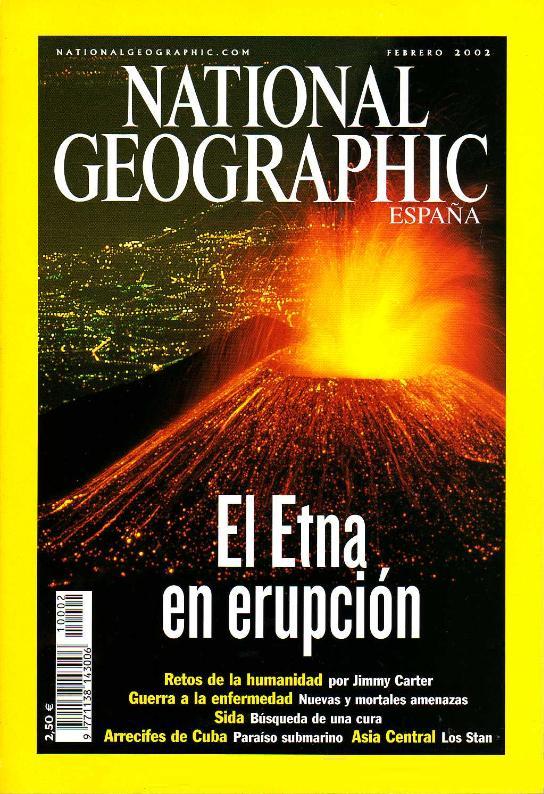 NATIONALGEOGRAPHIC.COM
FEBRERO 2002
NATIONAL
GEOGRAPHIC
ESPAÑA
El Etna
en erupción
Retos de la humanidad por Jimmy Carter
Guerra a la enfermedad Nuevas y mortales amenazas
Sida Búsqueda de una cura
Arrecifes de Cuba Paraíso submarino Asia Central Los Stan
2,50 €
9 771138 143006
10002